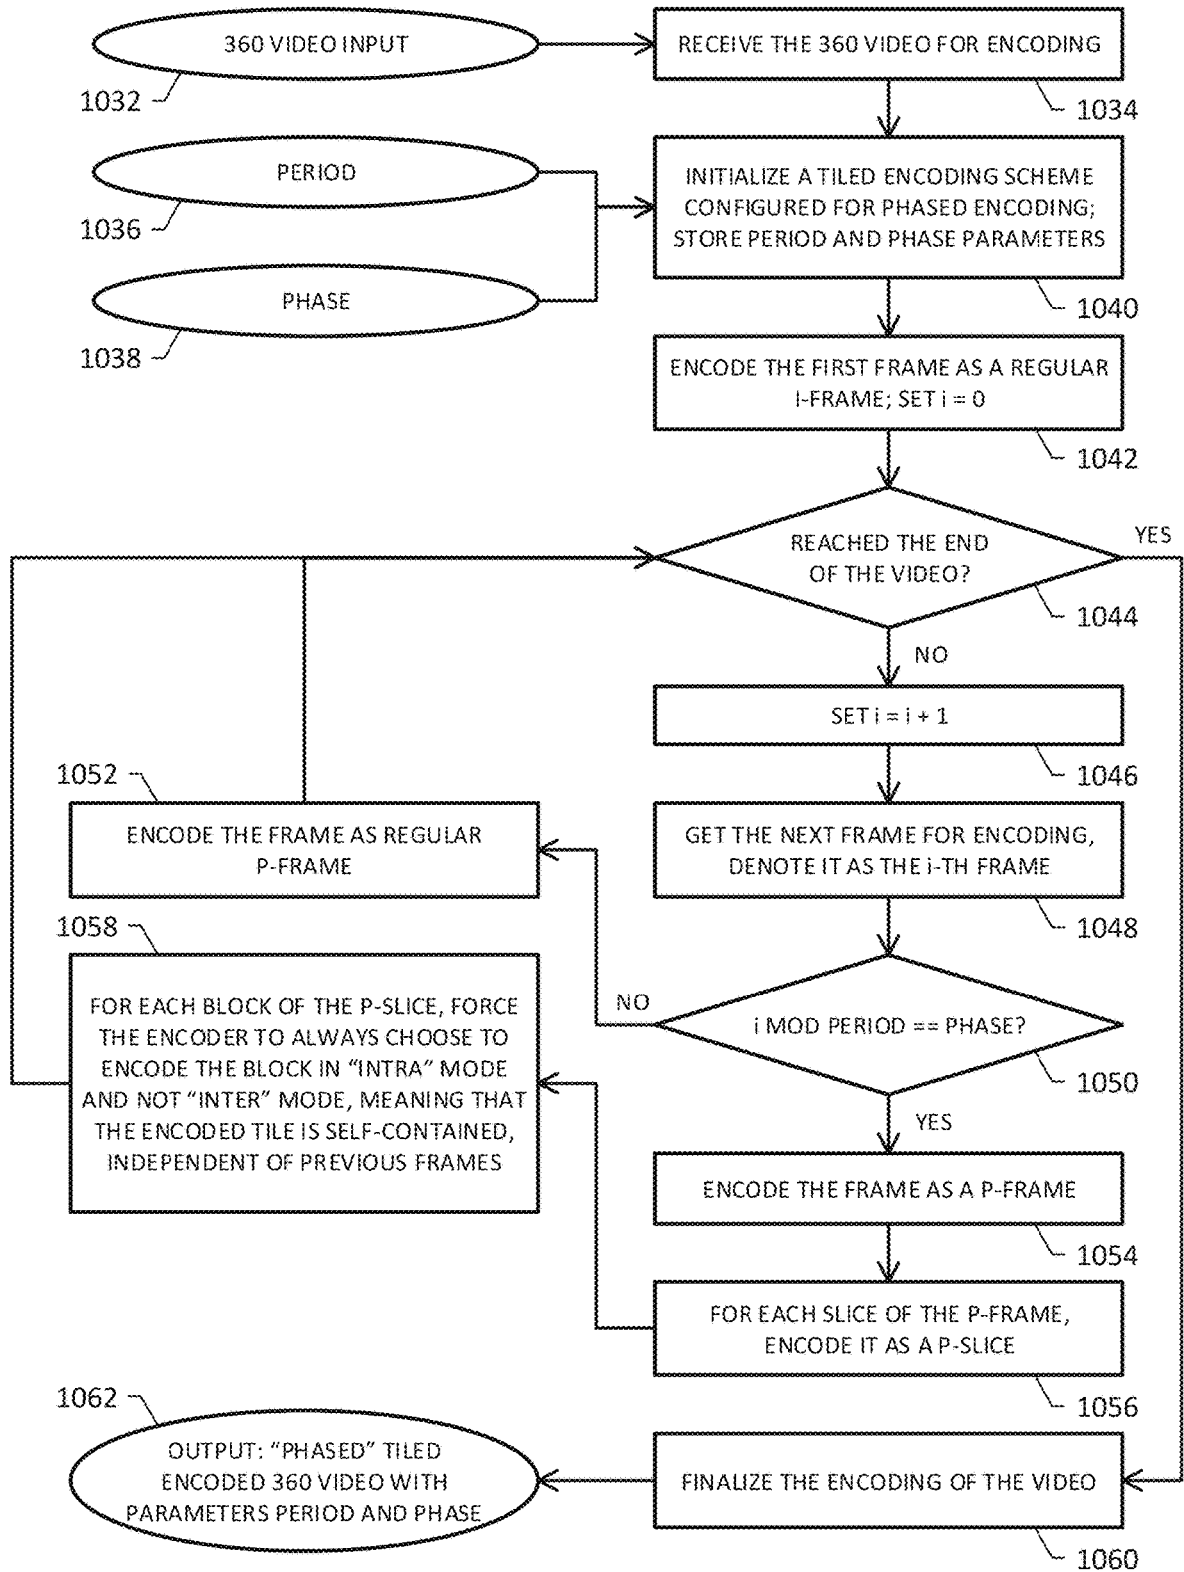 360 VIDEO INPUT
1032
RECEIVE THE 360 VIDEO FOR ENCODING
1034
PERIOD
1036
PHASE
1038
INITIALIZE A TILED ENCODING SCHEME
CONFIGURED FOR PHASED ENCODING;
STORE PERIOD AND PHASE PARAMETERS
1040
ENCODE THE FIRST FRAME AS A REGULAR
I-FRAME; SET i = 0
1042
REACHED THE END
OF THE VIDEO?
1044
YES
NO
SET i = i + 1
1046
GET THE NEXT FRAME FOR ENCODING,
DENOTE IT AS THE i-TH FRAME
1048
i MOD PERIOD == PHASE?
1050
NO
YES
1052
ENCODE THE FRAME AS REGULAR
P-FRAME
ENCODE THE FRAME AS A P-FRAME
1054
FOR EACH SLICE OF THE P-FRAME,
ENCODE IT AS A P-SLICE
1056
1058
FOR EACH BLOCK OF THE P-SLICE, FORCE
THE ENCODER TO ALWAYS CHOOSE TO
ENCODE THE BLOCK IN “INTRA” MODE
AND NOT “INTER” MODE, MEANING THAT
THE ENCODED TILE IS SELF-CONTAINED,
INDEPENDENT OF PREVIOUS FRAMES
FINALIZE THE ENCODING OF THE VIDEO
1060
1062
OUTPUT: “PHASED” TILED
ENCODED 360 VIDEO WITH
PARAMETERS PERIOD AND PHASE